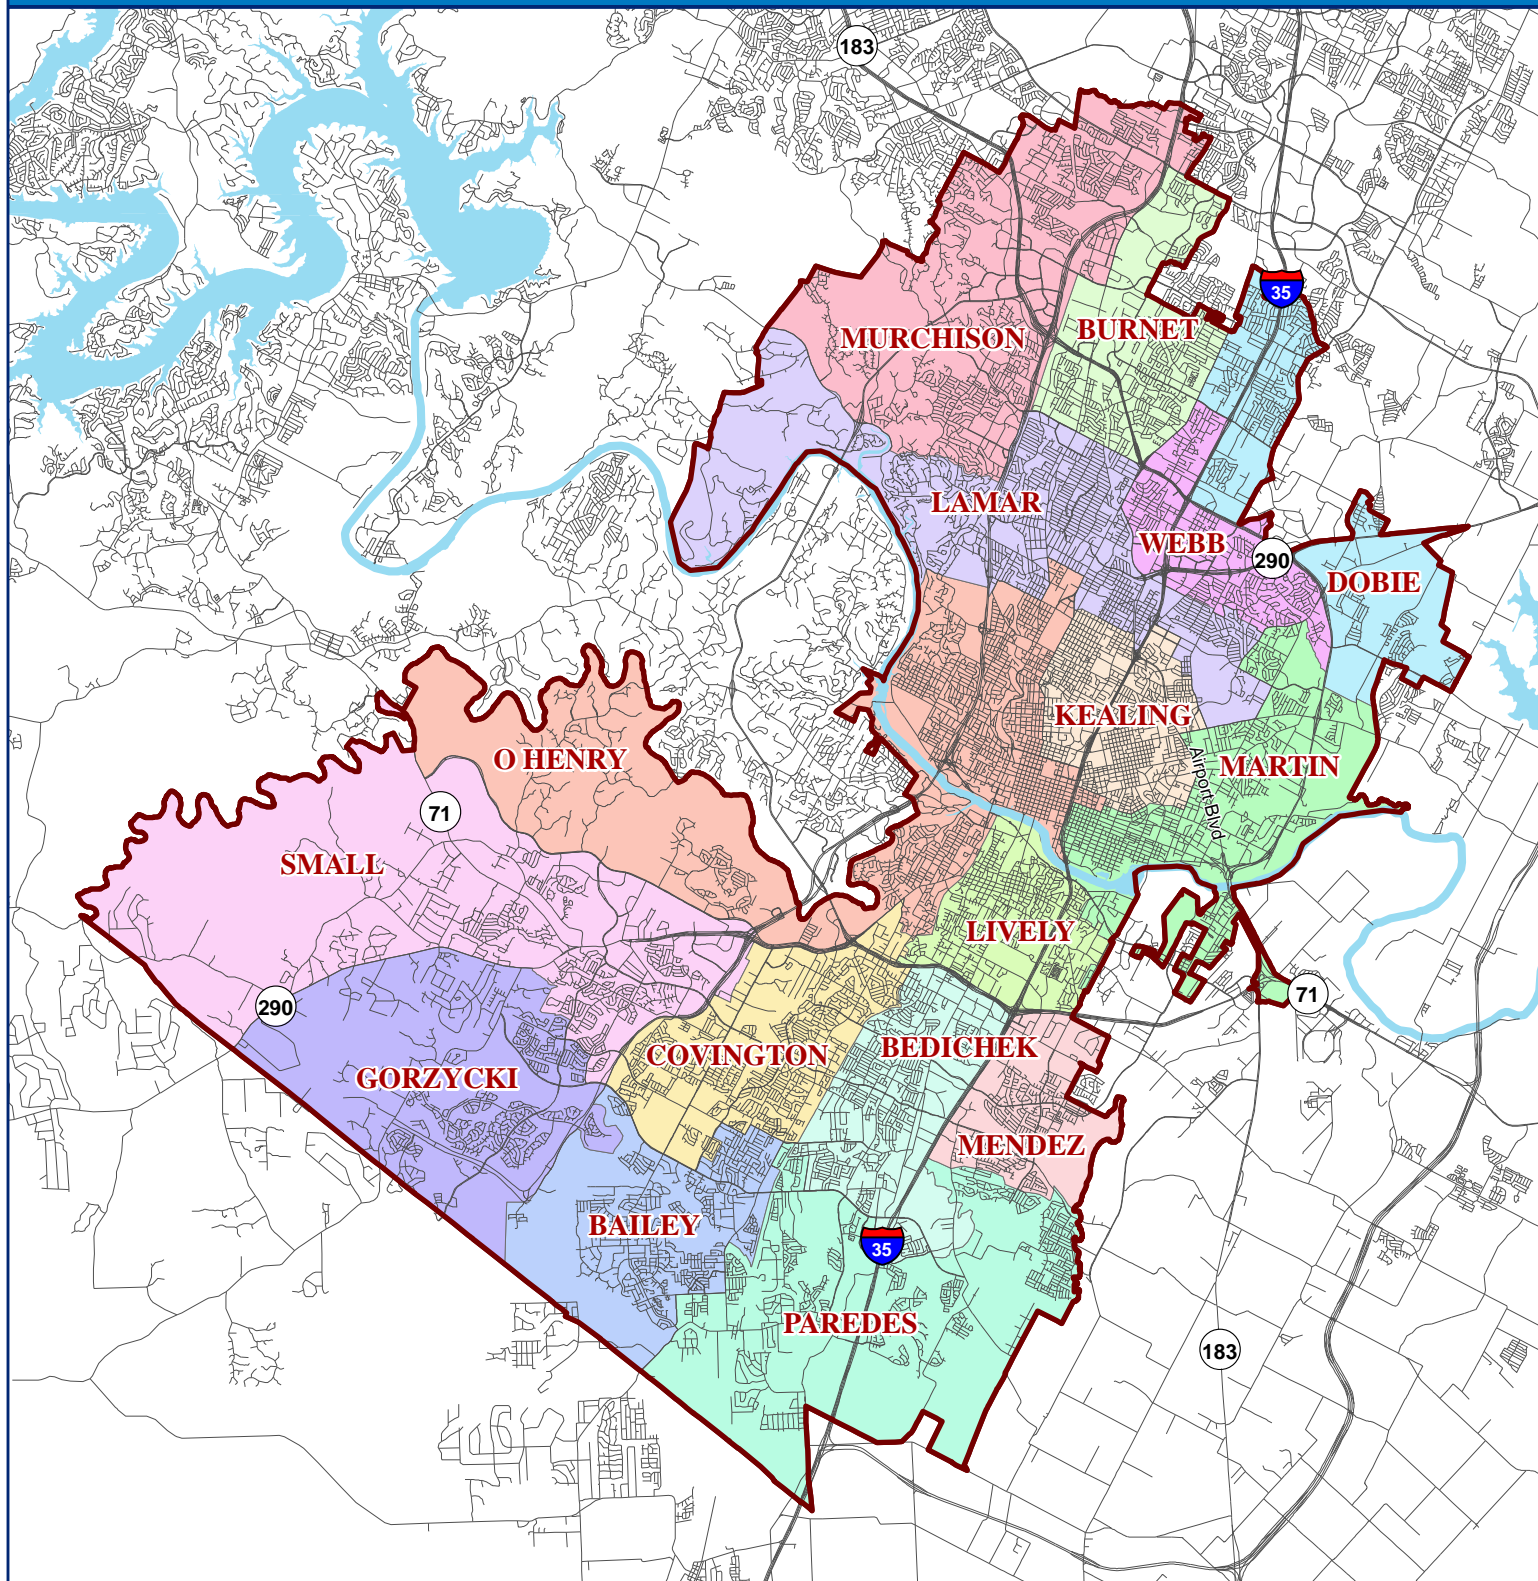 183
35
MURCHISON
BURNET
LAMAR
WEBB
290
DOBIE
KEALING
O HENRY
MARTIN
Airport Blvd
71
SMALL
LIVELY
71
290
COVINGTON
BEDICHEK
GORZYCKI
MENDEZ
BAILEY
35
PAREDES
183